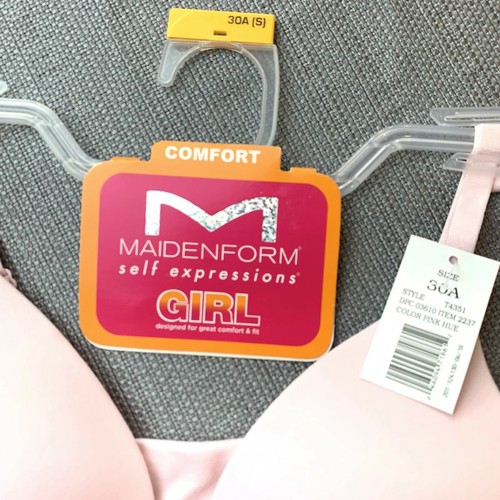 30A (S)
COMFORT
M
MAIDENFORM®
self expressions®
GIRL
designed for great comfort & fit
SIZE
30A
STYLE T4351
DPC 03610 ITEM 2237
COLOR PINK HUE